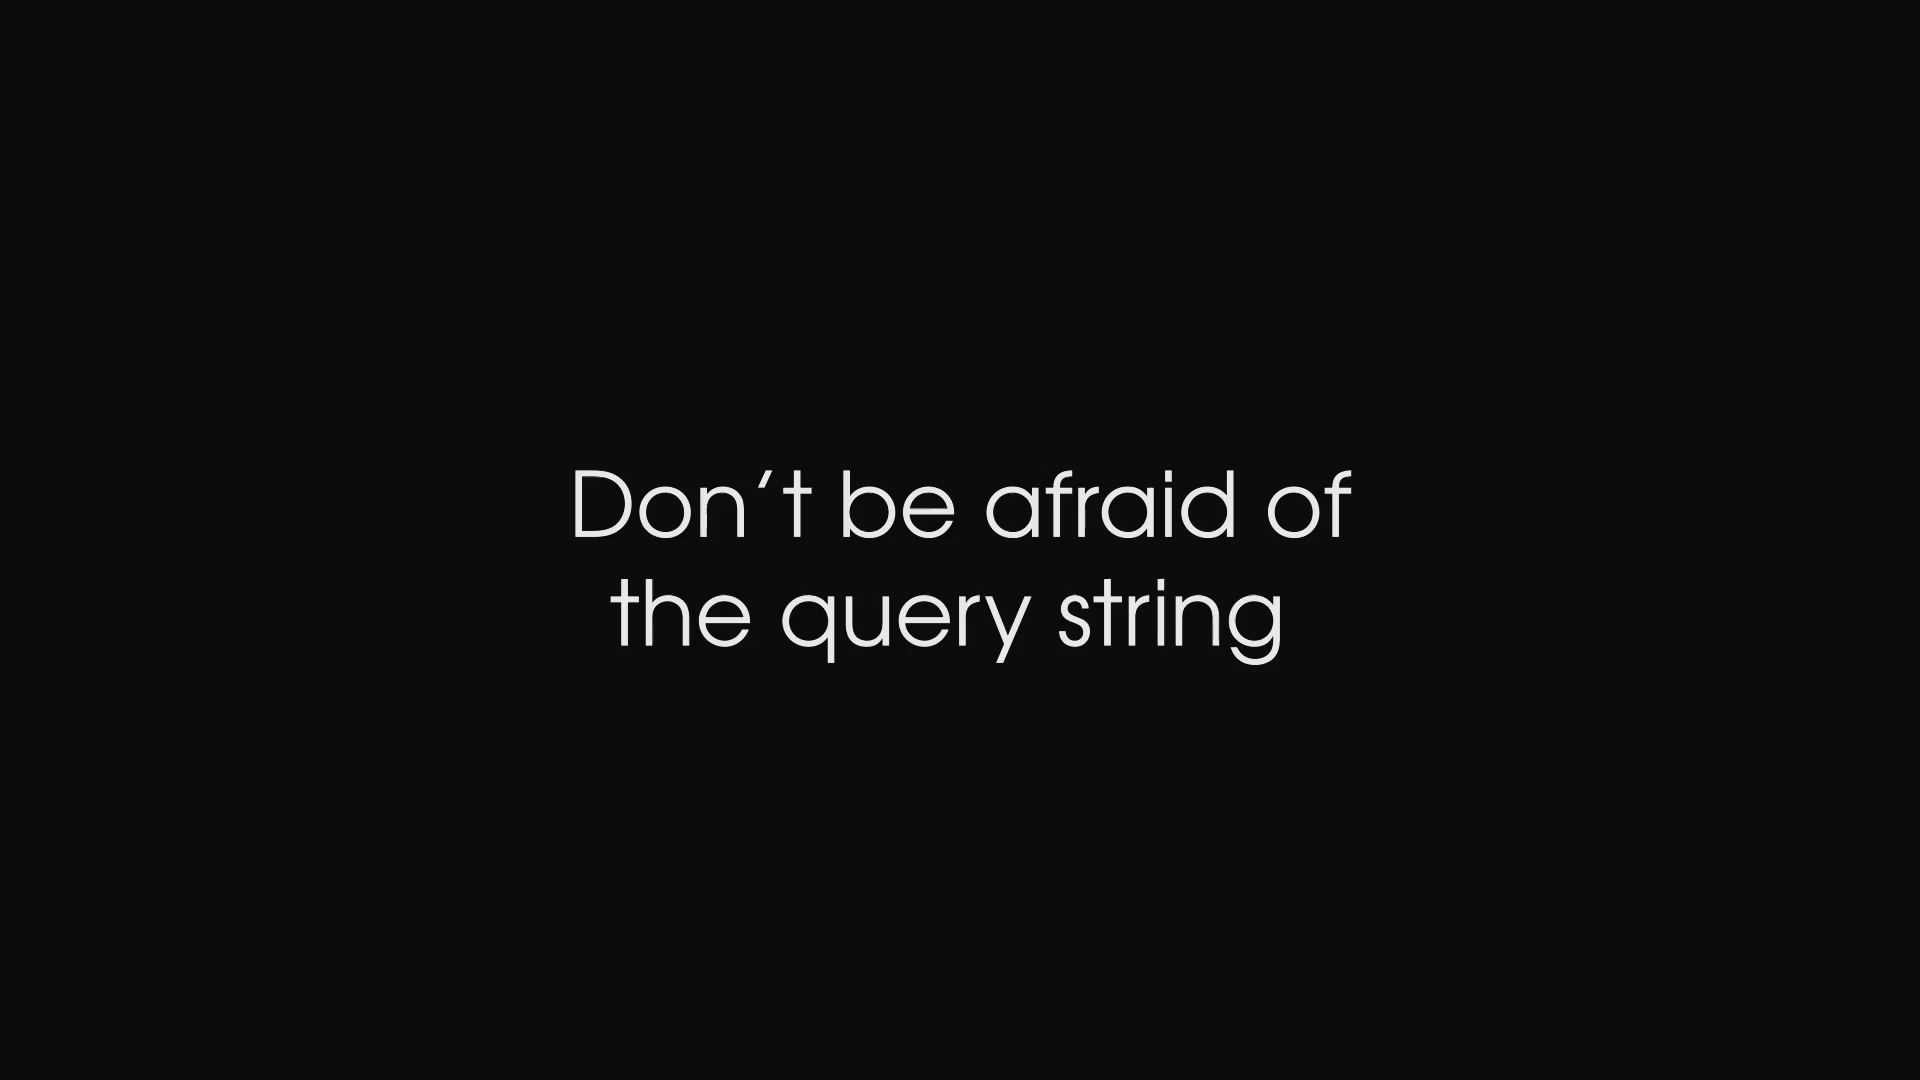 Don’t be afraid of
the query string